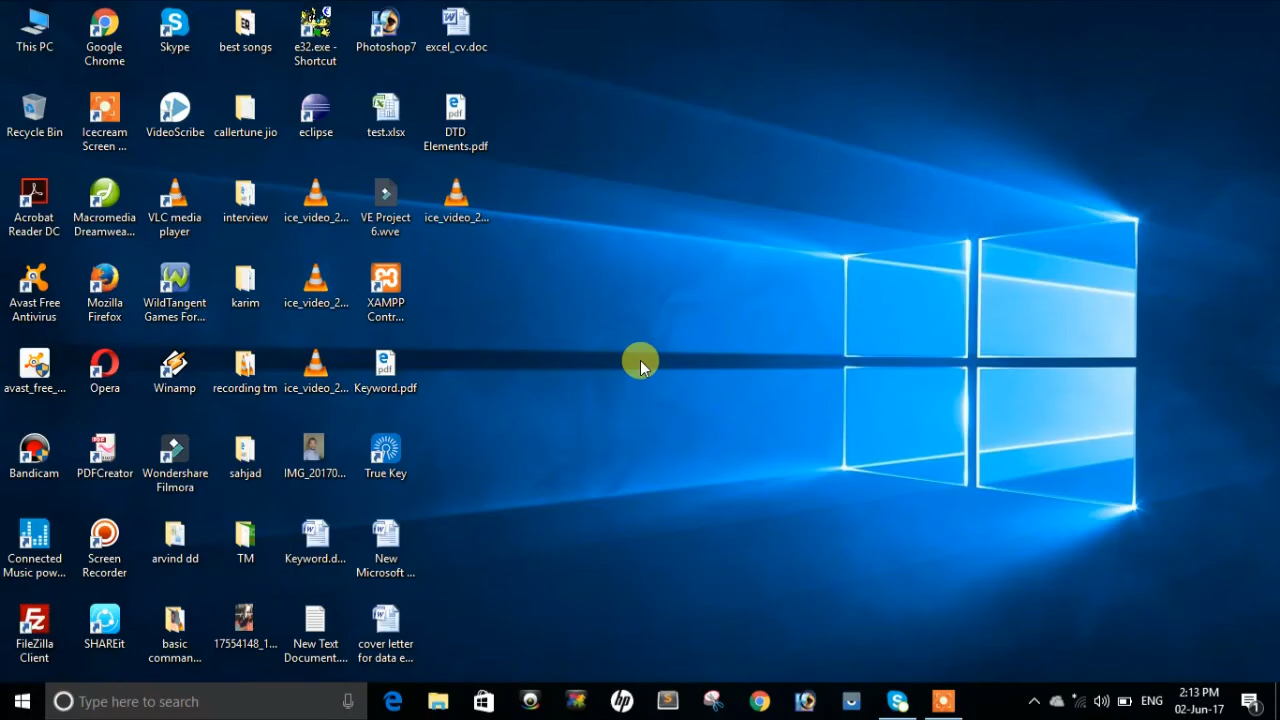 This PC
Google
Chrome
Skype
best songs
e32.exe -
Shortcut
Photoshop7
excel_cv.doc
Recycle Bin
Icecream
Screen ...
VideoScribe
callertune jio
eclipse
test.xlsx
pdf
DTD
Elements.pdf
Acrobat
Reader DC
Macromedia
Dreamwea...
VLC media
player
interview
ice_video_2...
VE Project
6.wve
ice_video_2...
Avast Free
Antivirus
Mozilla
Firefox
WildTangent
Games For...
karim
ice_video_2...
XAMPP
Contr...
avast_free_...
Opera
Winamp
recording tm
ice_video_2...
pdf
Keyword.pdf
Bandicam
PDFCreator
Wondershare
Filmora
sahjad
IMG_20170...
True Key
Connected
Music pow...
Screen
Recorder
arvind dd
TM
Keyword.d...
New
Microsoft ...
FileZilla
Client
SHAREit
basic
comman...
17554148_1...
New Text
Document....
cover letter
for data e...
Type here to search
hp
ENG
2:13 PM
02-Jun-17
1